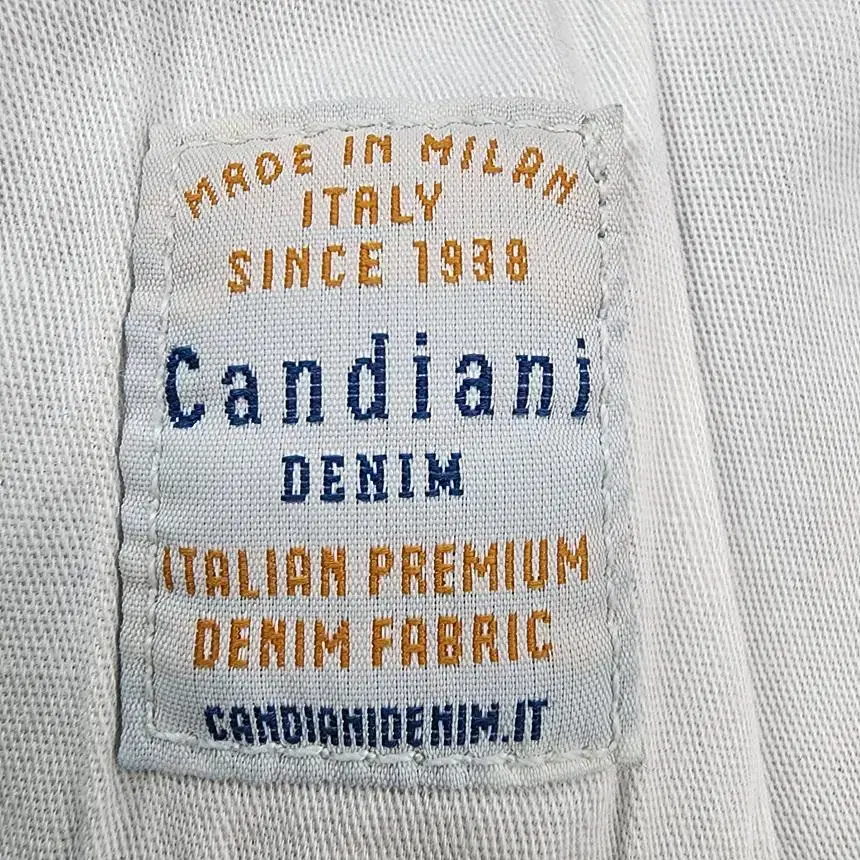 MADE IN MILAN
ITALY
SINCE 1938
Candiani
DENIM
ITALIAN PREMIUM
DENIM FABRIC
CANDIANIDENIM.IT